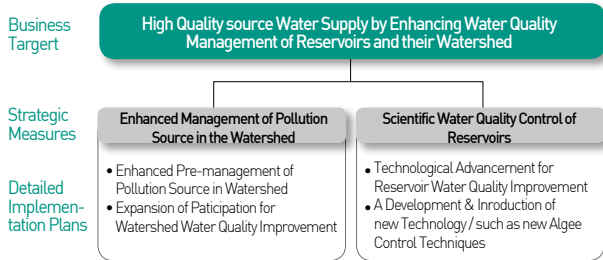 Business
Targert
High Quality source Water Supply by Enhancing Water Quality
Management of Reservoirs and their Watershed
Strategic
Measures
Enhanced Management of Pollution
Source in the Watershed
Scientific Water Quality Control of
Reservoirs
Detailed
Implemen-
tation Plans
• Enhanced Pre-management of
Pollution Source in Watershed
• Expansion of Paticipation for
Watershed Water Quality Improvement
• Technological Advancement for
Reservoir Water Quality Improvement
• A Development & Inroduction of
new Technology / such as new Algee
Control Techniques